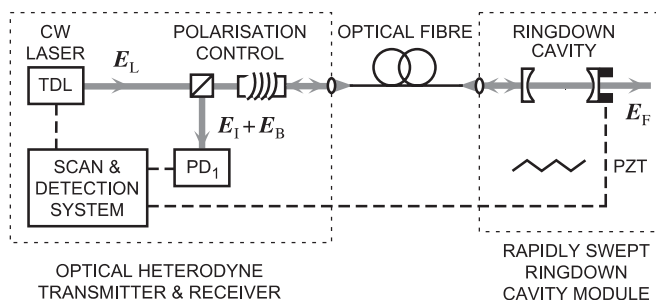 CW
LASER
TDL
E_L
POLARISATION
CONTROL
OPTICAL FIBRE
RINGDOWN
CAVITY
E_F
E_I + E_B
PD_1
SCAN &
DETECTION
SYSTEM
PZT
OPTICAL HETERODYNE
TRANSMITTER & RECEIVER
RAPIDLY SWEPT
RINGDOWN
CAVITY MODULE